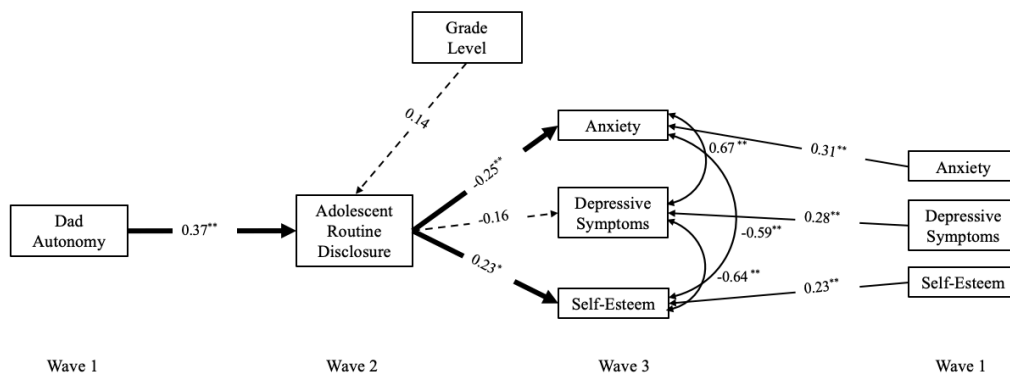 Grade
Level
0.14
Anxiety
0.67**
0.31**
Anxiety
-0.25**
Dad
Autonomy
0.37**
Adolescent
Routine
Disclosure
-0.16
Depressive
Symptoms
-0.59**
0.28**
Depressive
Symptoms
0.23*
-0.64**
Self-Esteem
0.23**
Self-Esteem
Wave 1
Wave 2
Wave 3
Wave 1